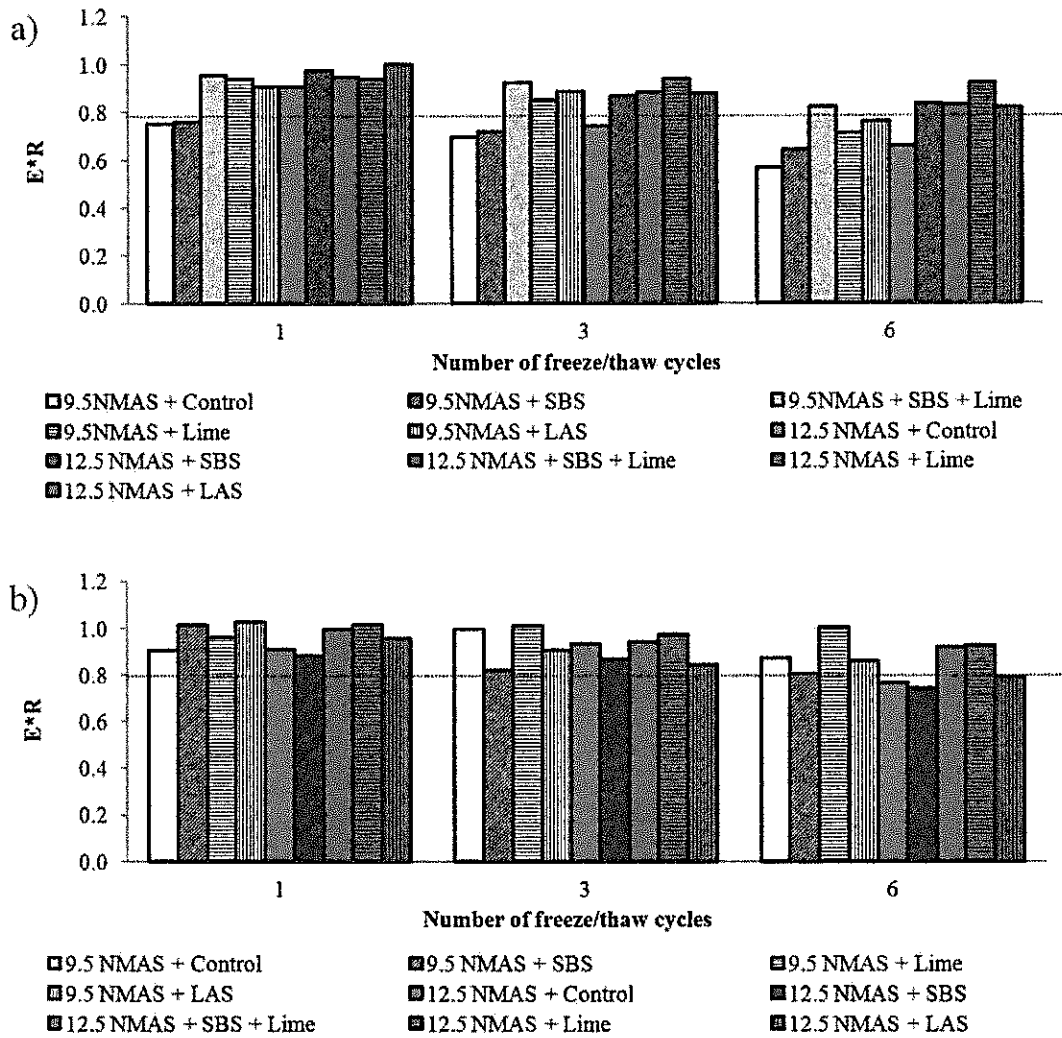 a)
1.2
1.0
0.8
0.6
0.4
0.2
0.0
E*R
1 3 6
Number of freeze/thaw cycles
9.5NMAS + Control 9.5NMAS + SBS 9.5NMAS + SBS + Lime
9.5NMAS + Lime 9.5NMAS + LAS 12.5NMAS + Control
12.5 NMAS + SBS 12.5 NMAS + SBS + Lime 12.5 NMAS + Lime
12.5 NMAS + LAS
b)
1.2
1.0
0.8
0.6
0.4
0.2
0.0
E*R
1 3 6
Number of freeze/thaw cycles
9.5 NMAS + Control 9.5 NMAS + SBS 9.5 NMAS + Lime
9.5 NMAS + LAS 12.5 NMAS + Control 12.5 NMAS + SBS
12.5 NMAS + SBS + Lime 12.5 NMAS + Lime 12.5 NMAS + LAS